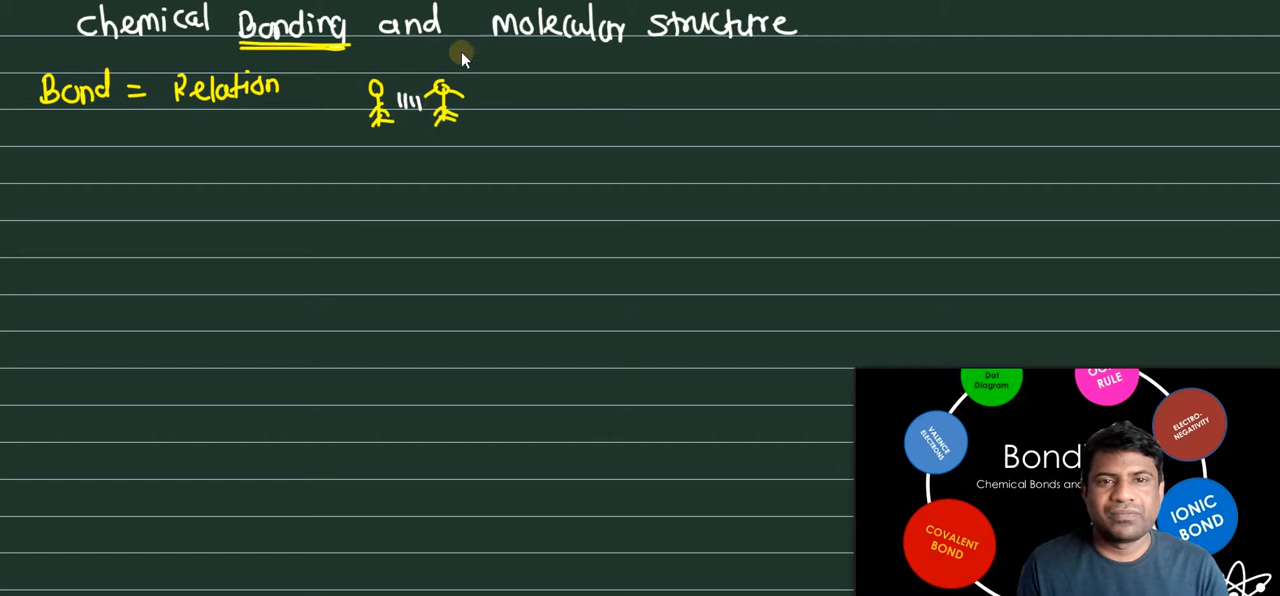 chemical Bonding and molecular structure
Bond = Relation
Dot
Diagram
RULE
VALENCE
ELECTRONS
ELECTRO-
NEGATIVITY
Chemical Bonds and
IONIC
BOND
COVALENT
BOND